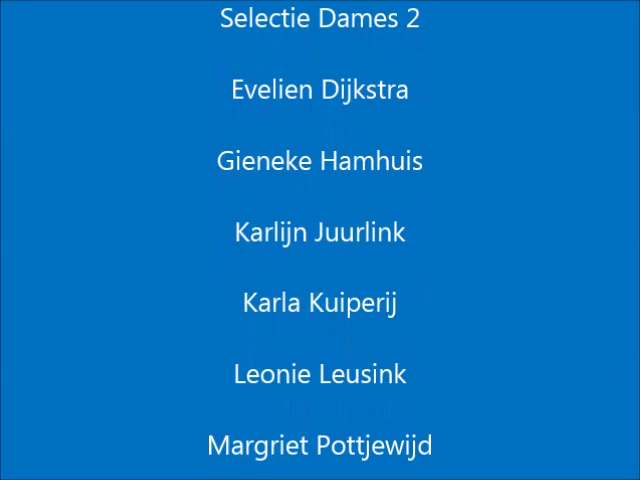 Selectie Dames 2
Evelien Dijkstra
Gieneke Hamhuis
Karlijn Juurlink
Karla Kuiperij
Leonie Leusink
Margriet Pottjewijd